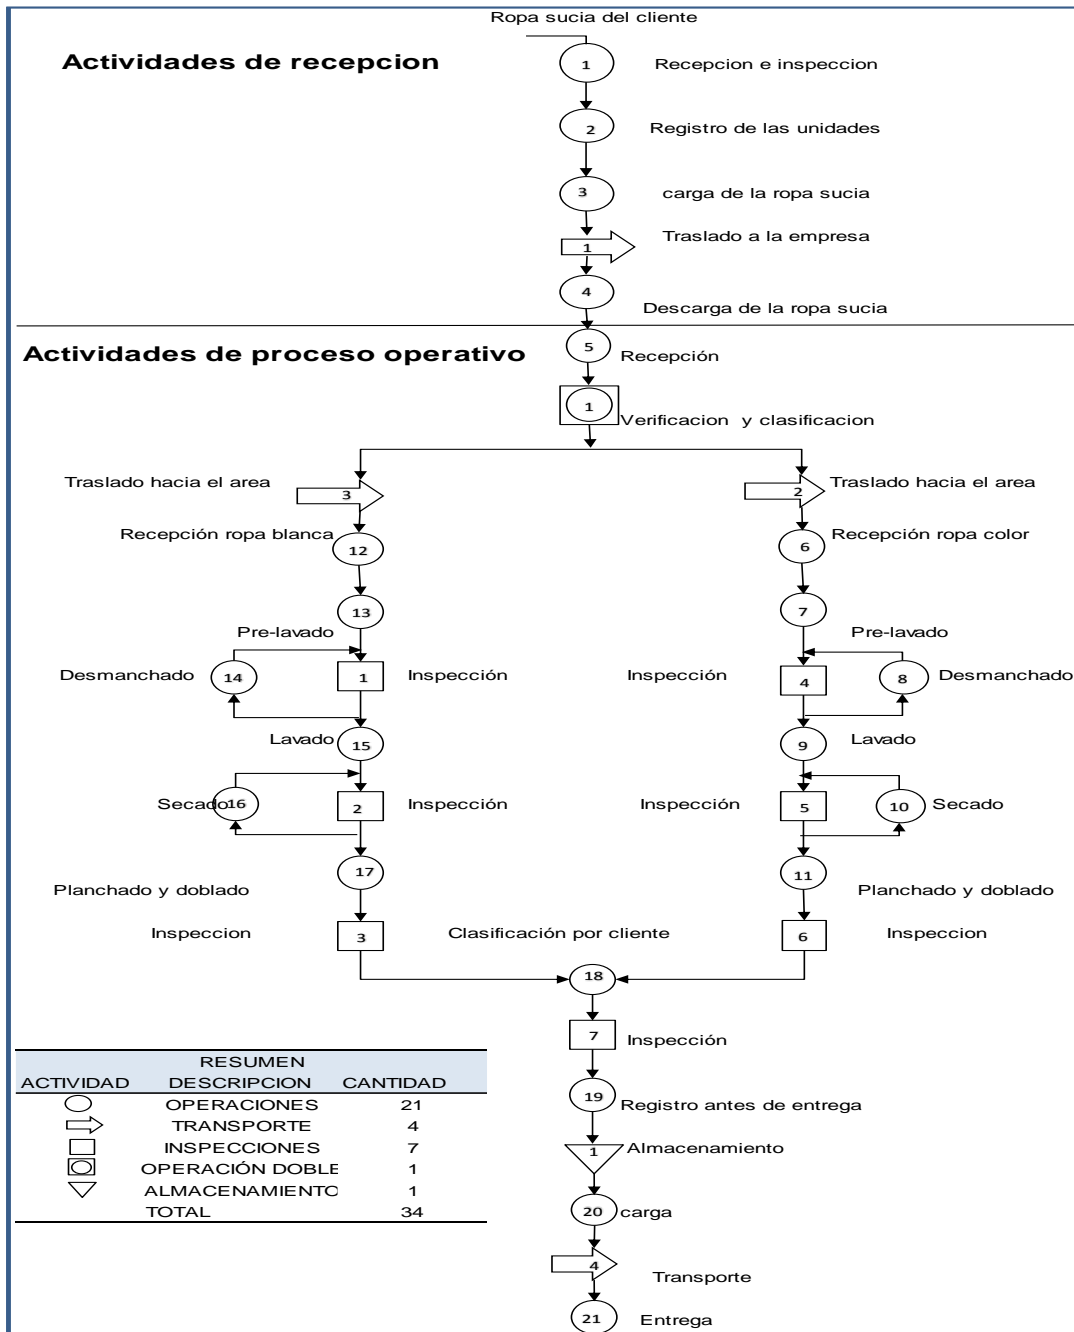 Ropa sucia del cliente
Actividades de recepcion
1 Recepcion e inspeccion
2 Registro de las unidades
3 carga de la ropa sucia
1 Traslado a la empresa
4 Descarga de la ropa sucia
Actividades de proceso operativo
5 Recepción
1 Verificacion y clasificacion
Traslado hacia el area 3 2 Traslado hacia el area
Recepción ropa blanca 12 6 Recepción ropa color
13 7
Pre-lavado Pre-lavado
Desmanchado 14 1 Inspección Inspección 4 8 Desmanchado
Lavado 15 9 Lavado
Secado 16 2 Inspección Inspección 5 10 Secado
17 11
Planchado y doblado Planchado y doblado
Inspeccion 3 Clasificación por cliente 6 Inspeccion
18
7 Inspección
19 Registro antes de entrega
1 Almacenamiento
20 carga
4 Transporte
21 Entrega
RESUMEN
ACTIVIDAD DESCRIPCION CANTIDAD
OPERACIONES 21
TRANSPORTE 4
INSPECCIONES 7
OPERACIÓN DOBLE 1
ALMACENAMIENTO 1
TOTAL 34